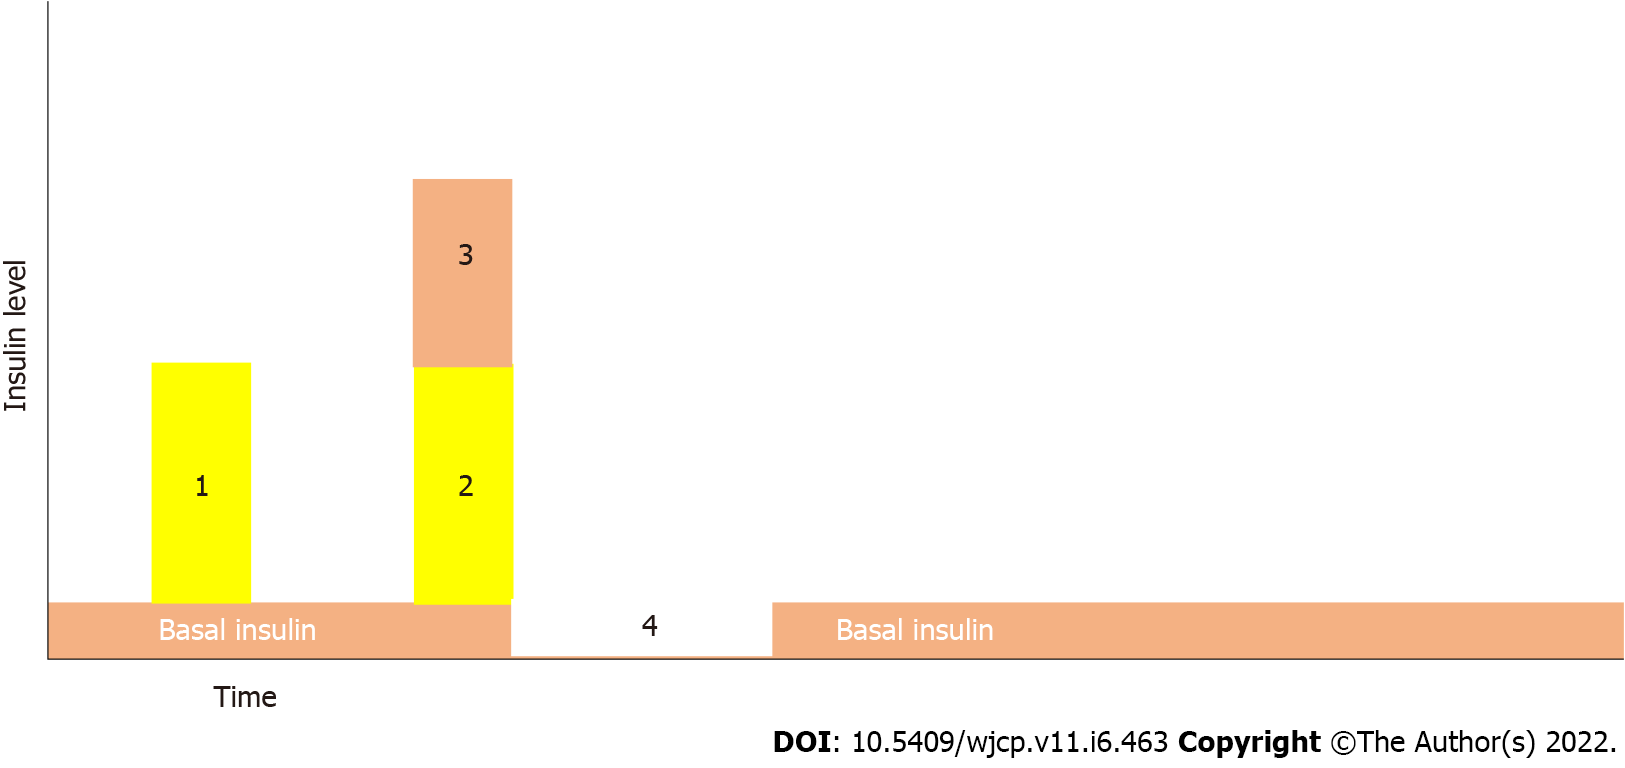 Insulin level
3
1
2
Basal insulin
4
Basal insulin
Time
DOI: 10.5409/wjcp.v11.i6.463 Copyright ©The Author(s) 2022.